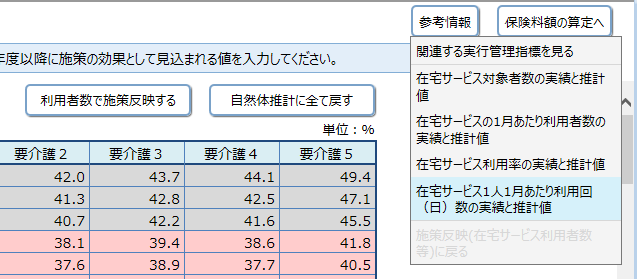 参考情報
保険料額の算定へ
年度以降に施策の効果として見込まれる値を入力してください。
関連する実行管理指標を見る
在宅サービス対象者数の実績と推計
値
在宅サービスの1月あたり利用者数の
実績と推計値
在宅サービス利用率の実績と推計値
在宅サービス1人1月あたり利用回
(日)数の実績と推計値
施策反映(在宅サービス利用者数
等)に戻る
利用者数で施策反映する
自然体推計に全て戻す
単位:%
要介護2 要介護3 要介護4 要介護5
42.0 43.7 44.1 49.4
41.3 42.8 42.5 47.1
40.7 42.2 41.6 45.5
38.1 39.4 38.6 41.8
37.6 38.9 37.7 40.5